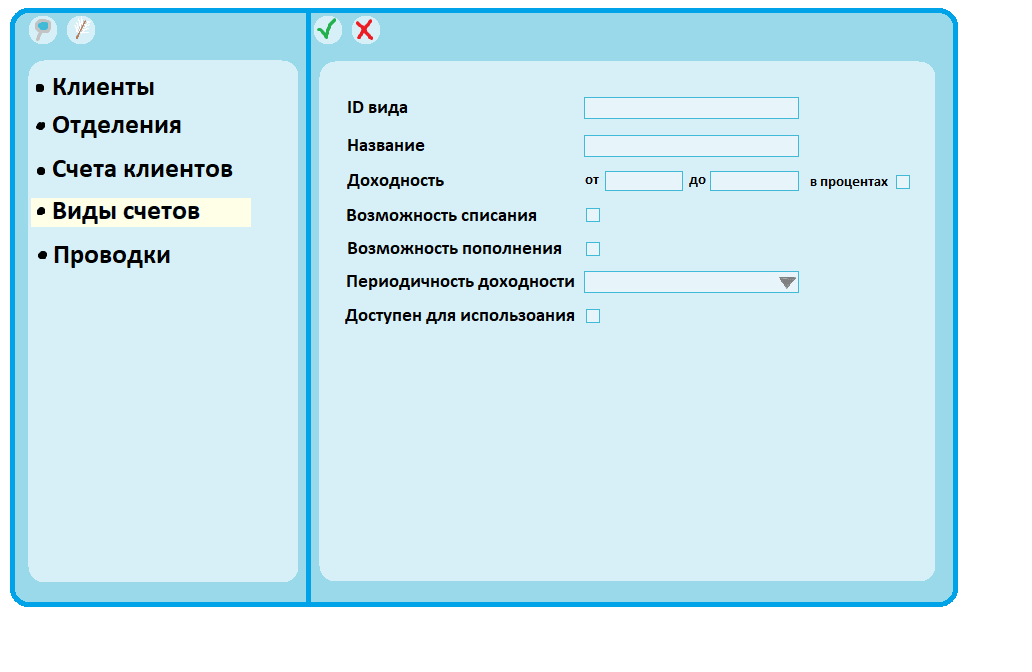 Клиенты
Отделения
Счета клиентов
Виды счетов
Проводки
ID вида
Название
Доходность от до в процентах
Возможность списания
Возможность пополнения
Периодичность доходности
Доступен для использоания